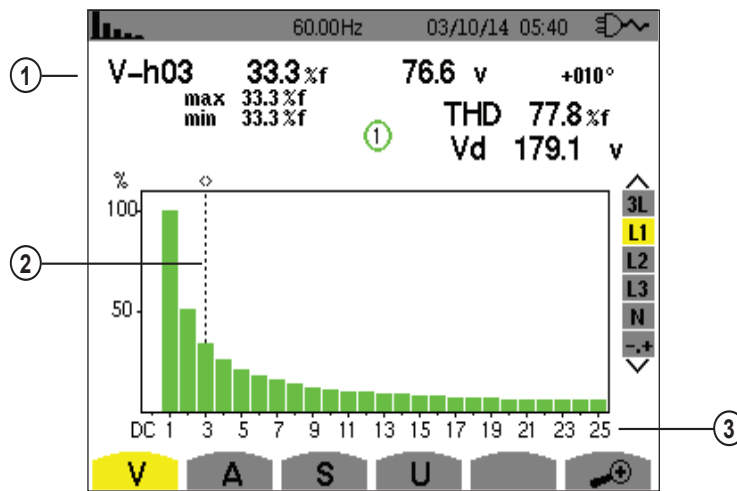 60.00Hz 03/10/14 05:40
1 V-h03 33.3 %f 76.6 v +010°
max 33.3 %f
min 33.3 %f
1 THD 77.8 %f
Vd 179.1 v
%
100
50
2
3L
L1
L2
L3
N
-.+
DC 1 3 5 7 9 11 13 15 17 19 21 23 25 3
V A S U